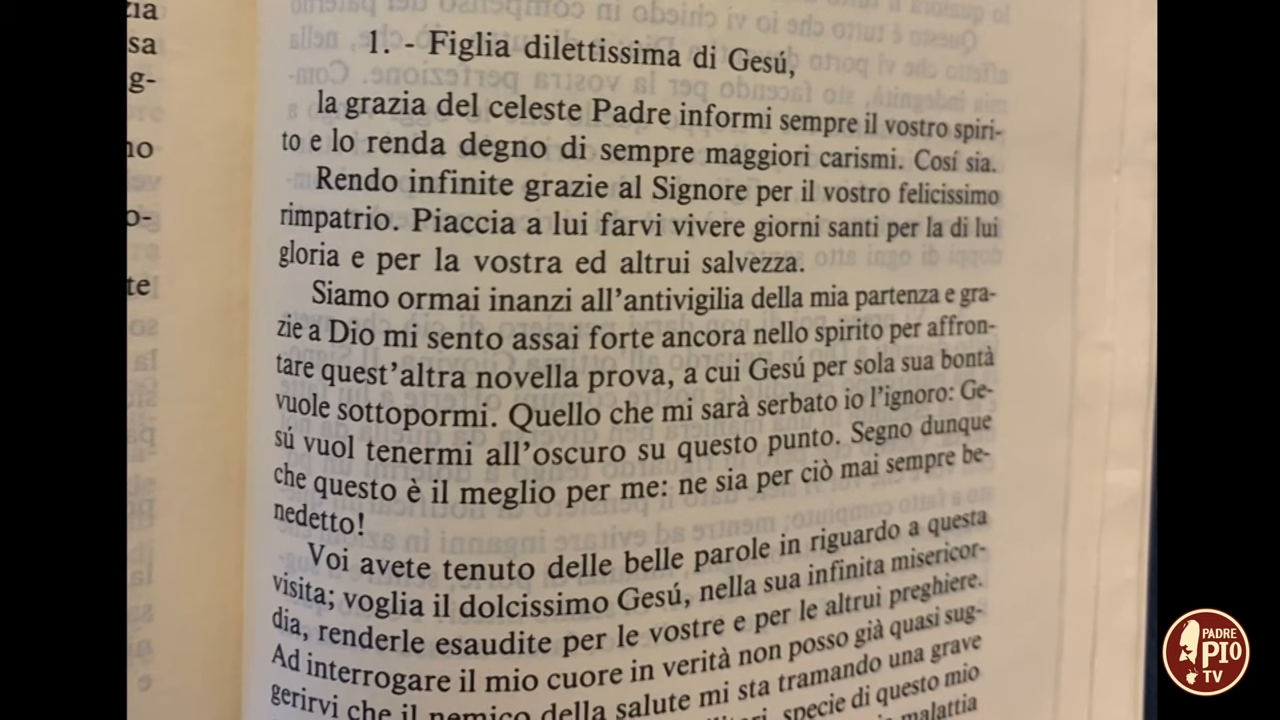 zia
sa
g-
no
o-
te
1. - Figlia dilettissima di Gesú,
la grazia del celeste Padre informi sempre il vostro spiri-
to e lo renda degno di sempre maggiori carismi. Cosí sia.
Rendo infinite grazie al Signore per il vostro felicissimo
rimpatrio. Piaccia a lui farvi vivere giorni santi per la di lui
gloria e per la vostra ed altrui salvezza.
Siamo ormai inanzi all'antivigilia della mia partenza e gra-
zie a Dio mi sento assai forte ancora nello spirito per affron-
tare quest'altra novella prova, a cui Gesú per sola sua bontà
vuole sottopormi. Quello che mi sarà serbato io l'ignoro: Ge-
sú vuol tenermi all'oscuro su questo punto. Segno dunque
che questo è il meglio per me: ne sia per ciò mai sempre be-
nedetto!
Voi avete tenuto delle belle parole in riguardo a questa
visita; voglia il dolcissimo Gesú, nella sua infinita misericor-
dia, renderle esaudite per le vostre e per le altrui preghiere.
Ad interrogare il mio cuore in verità non posso già quasi sug-
gerirvi che il nemico della salute mi sta tramando una grave
specie di questo mio
malattia
PADRE
PIO
TV